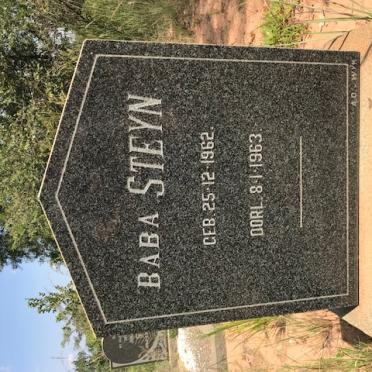 BABA STEYN
GEB. 25·12·1962.
OORL. 8·1·1963